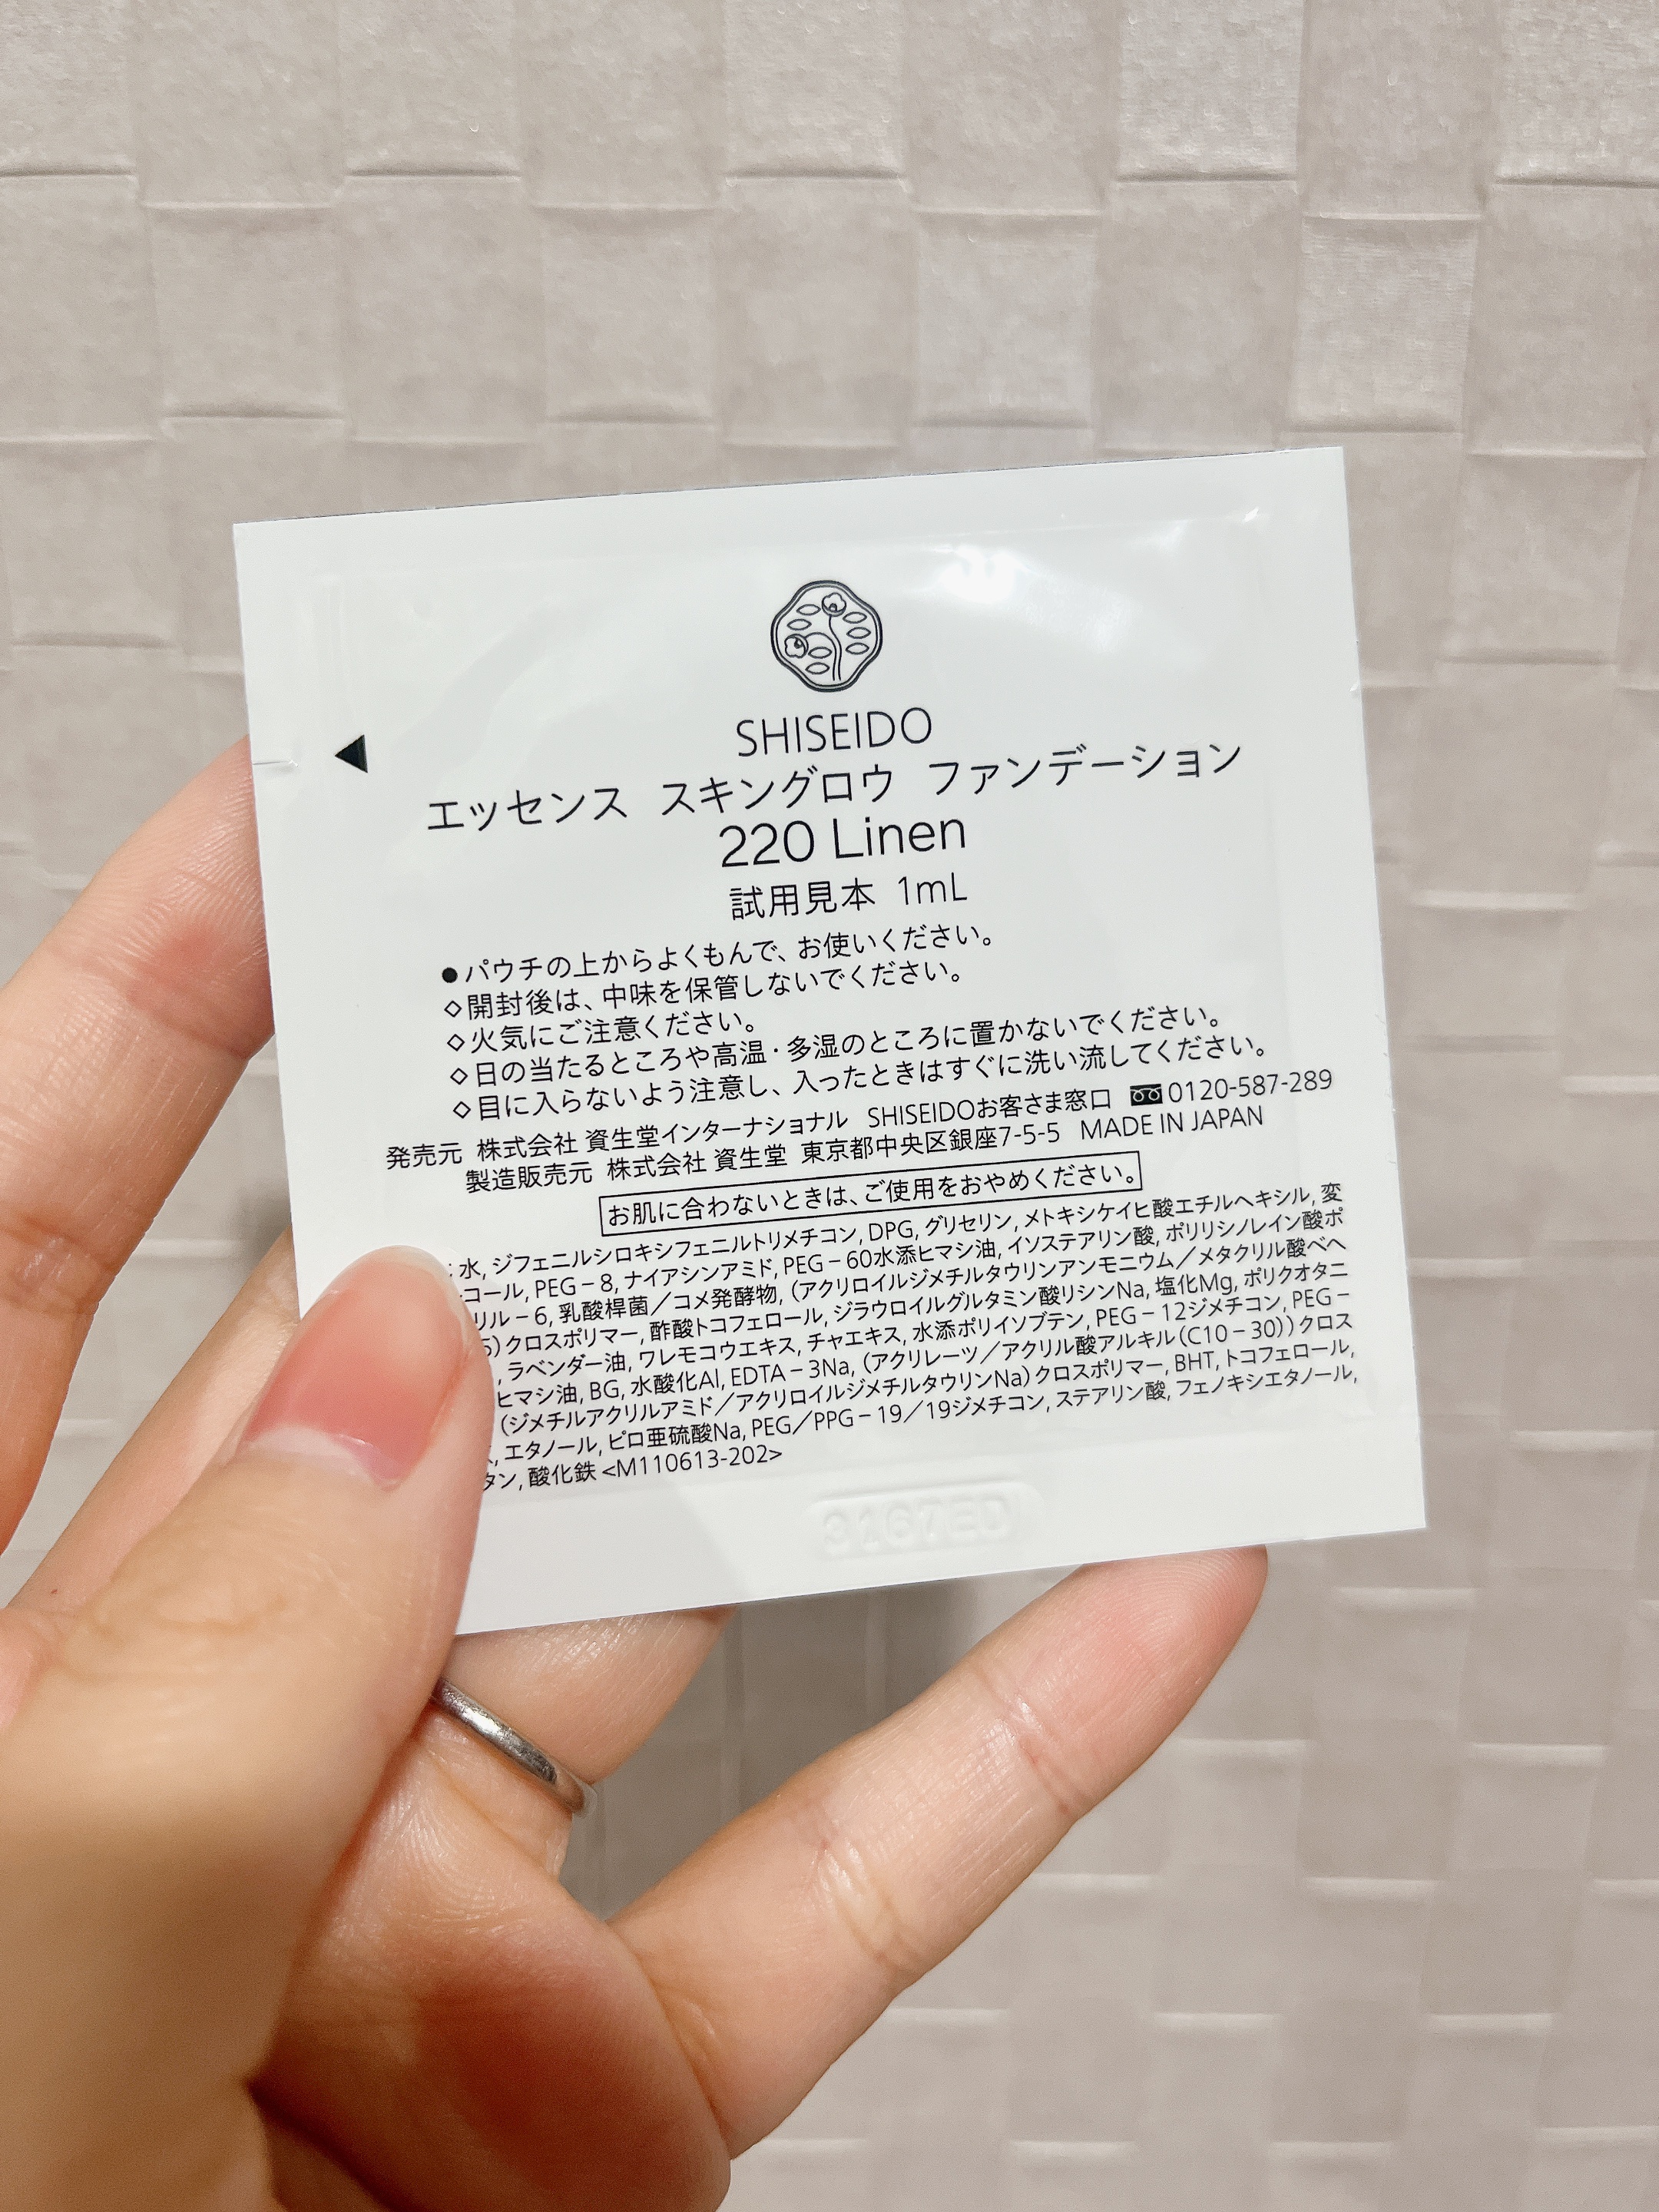 SHISEIDO
エッセンス スキングロウ ファンデーション
220 Linen
試用見本 1mL
●パウチの上からよくもんで、お使いください。
◇開封後は、中味を保管しないでください。
◇火気にご注意ください。
◇日の当たるところや高温・多湿のところに置かないでください。
◇目に入らないよう注意し、入ったときはすぐに洗い流してください。
発売元 株式会社 資生堂インターナショナル SHISEIDOお客さま窓口 0120-587-289
製造販売元 株式会社 資生堂 東京都中央区銀座7-5-5 MADE IN JAPAN
お肌に合わないときは、ご使用をおやめください。
水, ジフェニルシロキシフェニルトリメチコン, DPG, グリセリン, メトキシケイヒ酸エチルヘキシル, 変
コール, PEG－8, ナイアシンアミド, PEG－60水添ヒマシ油, イソステアリン酸, ポリリシノレイン酸ポ
リル－6, 乳酸桿菌／コメ発酵物, (アクリロイルジメチルタウリンアンモニウム／メタクリル酸ベヘ
5) クロスポリマー, 酢酸トコフェロール, ジラウロイルグルタミン酸リシンNa, 塩化Mg, ポリクオタニ
, ラベンダー油, ワレモコウエキス, チャエキス, 水添ポリイソブテン, PEG－12ジメチコン, PEG－
ヒマシ油, BG, 水酸化Al, EDTA－3Na, (アクリレーツ／アクリル酸アルキル(C10－30)) クロス
(ジメチルアクリルアミド／アクリロイルジメチルタウリンNa) クロスポリマー, BHT, トコフェロール,
, エタノール, ピロ亜硫酸Na, PEG／PPG－19／19ジメチコン, ステアリン酸, フェノキシエタノール,
タン, 酸化鉄 <M110613-202>
3167ED